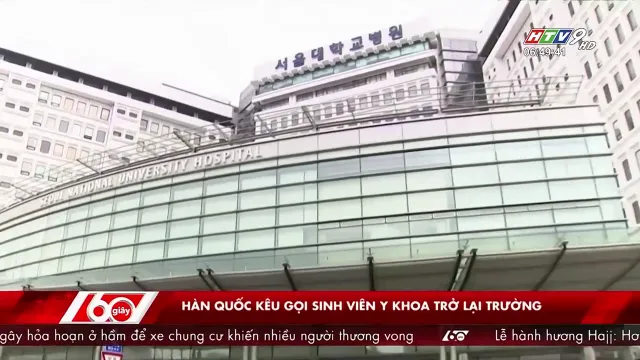 HTV9 HD
06:49:41
서울대학교병원
SEOUL NATIONAL UNIVERSITY HOSPITAL
60 giây
HÀN QUỐC KÊU GỌI SINH VIÊN Y KHOA TRỞ LẠI TRƯỜNG
gây hỏa hoạn ở hầm để xe chung cư khiến nhiều người thương vong 60 Lễ hành hương Hajj: Ho